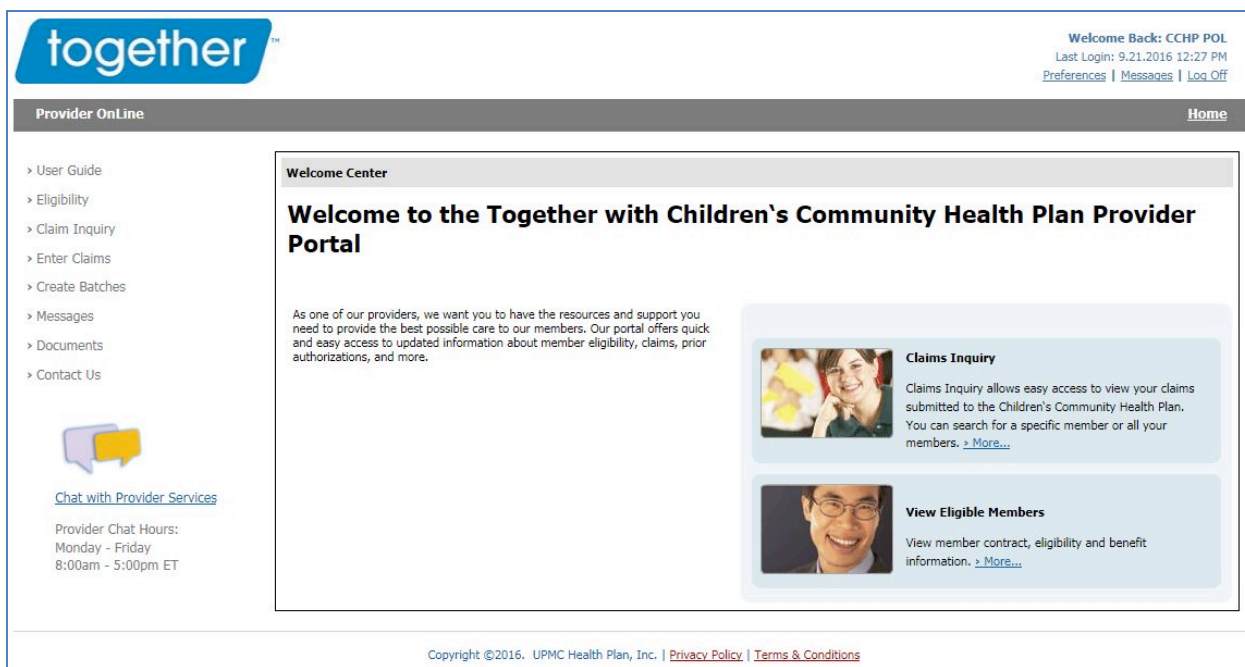 together™
Welcome Back: CCHP POL
Last Login: 9.21.2016 12:27 PM
Preferences | Messages | Log Off
Provider OnLine
Home
› User Guide
› Eligibility
› Claim Inquiry
› Enter Claims
› Create Batches
› Messages
› Documents
› Contact Us
Chat with Provider Services
Provider Chat Hours:
Monday - Friday
8:00am - 5:00pm ET
Welcome Center
Welcome to the Together with Children`s Community Health Plan Provider
Portal
As one of our providers, we want you to have the resources and support you
need to provide the best possible care to our members. Our portal offers quick
and easy access to updated information about member eligibility, claims, prior
authorizations, and more.
Claims Inquiry
Claims Inquiry allows easy access to view your claims
submitted to the Children`s Community Health Plan.
You can search for a specific member or all your
members. › More...
View Eligible Members
View member contract, eligibility and benefit
information. › More...
Copyright ©2016. UPMC Health Plan, Inc. | Privacy Policy | Terms & Conditions